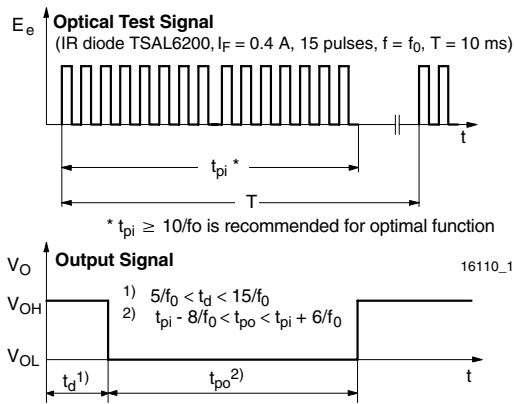 E_e Optical Test Signal
(IR diode TSAL6200, I_F = 0.4 A, 15 pulses, f = f_0, T = 10 ms)
t
t_pi *
T
* t_pi ≥ 10/fo is recommended for optimal function
V_O Output Signal 16110_1
V_OH 1) 5/f_0 < t_d < 15/f_0
2) t_pi - 8/f_0 < t_po < t_pi + 6/f_0
V_OL
t_d 1) t_po 2) t